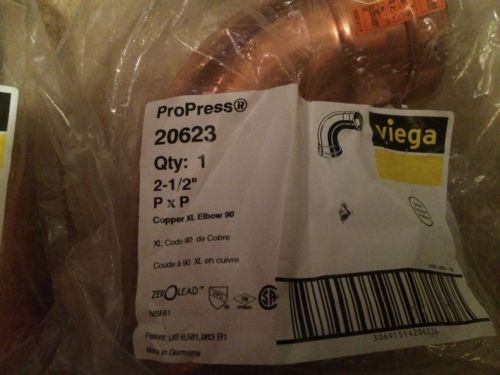 ProPress®
20623
Qty: 1
2-1/2"
P x P
Copper XL Elbow 90
XL Codo 90 de Cobre
Coude à 90 XL en cuivre
ZERO LEAD™
NSF61
Patent: US 6,581,983 B1
Made in Germany
viega